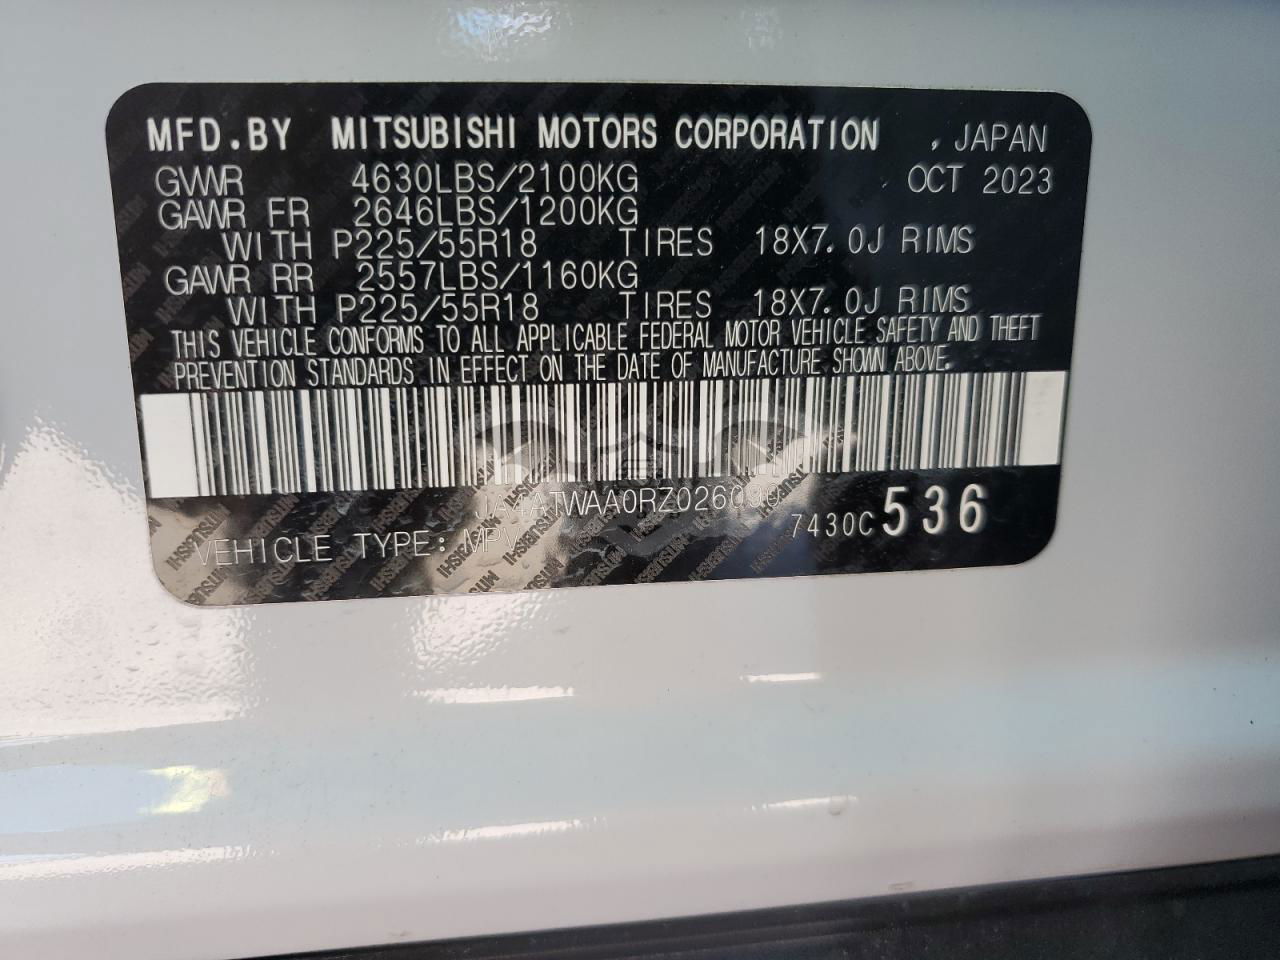 MFD.BY MITSUBISHI MOTORS CORPORATION , JAPAN
GVWR 4630LBS/2100KG OCT 2023
GAWR FR 2646LBS/1200KG
WITH P225/55R18 TIRES 18X7.0J RIMS
GAWR RR 2557LBS/1160KG
WITH P225/55R18 TIRES 18X7.0J RIMS
THIS VEHICLE CONFORMS TO ALL APPLICABLE FEDERAL MOTOR VEHICLE SAFETY AND THEFT
PREVENTION STANDARDS IN EFFECT ON THE DATE OF MANUFACTURE SHOWN ABOVE.
VEHICLE TYPE: MPV 7430C 536